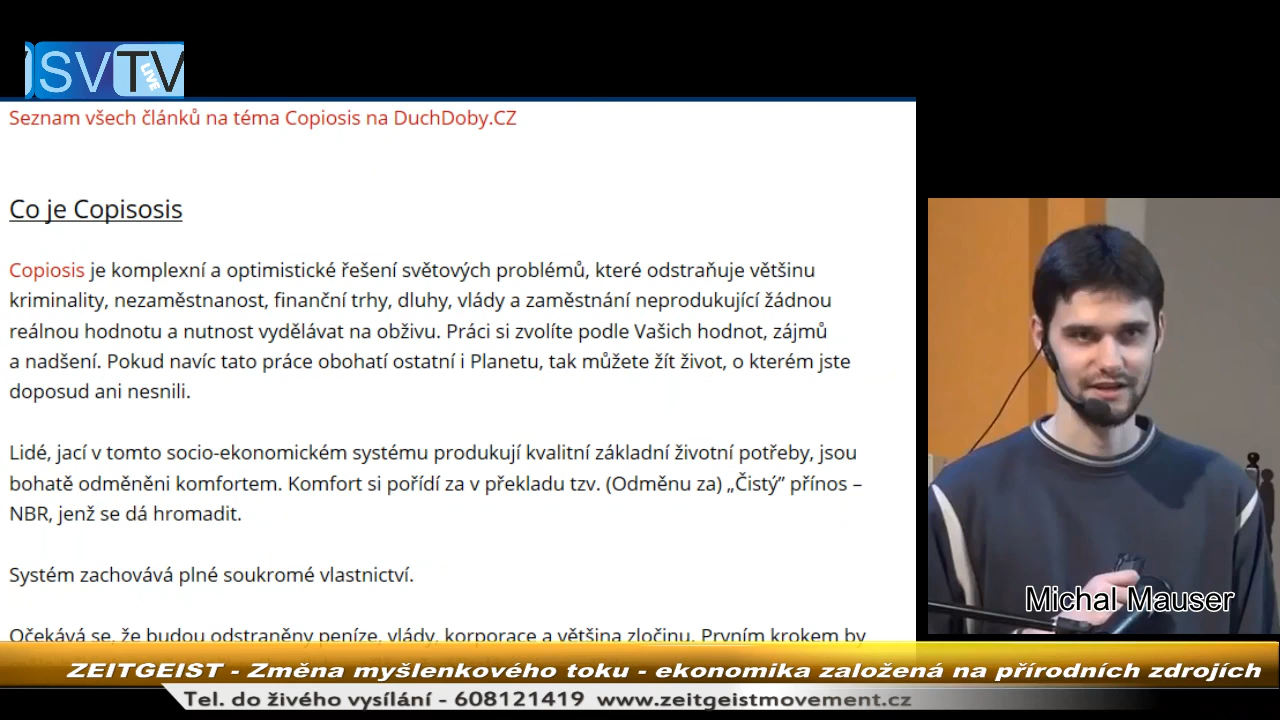 SVTV
LIVE
Seznam všech článků na téma Copiosis na DuchDoby.CZ
Co je Copisosis
Copiosis je komplexní a optimistické řešení světových problémů, které odstraňuje většinu
kriminality, nezaměstnanost, finanční trhy, dluhy, vlády a zaměstnání neprodukující žádnou
reálnou hodnotu a nutnost vydělávat na obživu. Práci si zvolíte podle Vašich hodnot, zájmů
a nadšení. Pokud navíc tato práce obohatí ostatní i Planetu, tak můžete žít život, o kterém jste
doposud ani nesnili.
Lidé, jací v tomto socio-ekonomickém systému produkují kvalitní základní životní potřeby, jsou
bohatě odměněni komfortem. Komfort si pořídí za v překladu tzv. (Odměnu za) „Čistý” přínos –
NBR, jenž se dá hromadit.
Systém zachovává plné soukromé vlastnictví.
Očekává se, že budou odstraněny peníze, vlády, korporace a většina zločinu. Prvním krokem by
Michal Mauser
ZEITGEIST - Změna myšlenkového toku - ekonomika založená na přírodních zdrojích
Tel. do živého vysílání - 608121419 www.zeitgeistmovement.cz